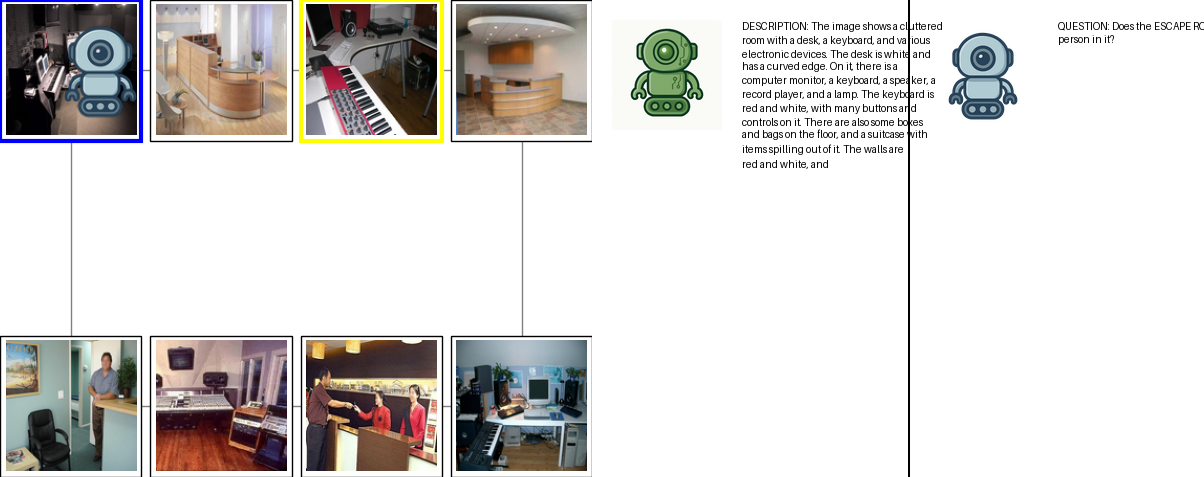 DESCRIPTION: The image shows a cluttered
room with a desk, a keyboard, and various
electronic devices. The desk is white and
has a curved edge. On it, there is a
computer monitor, a keyboard, a speaker, a
record player, and a lamp. The keyboard is
red and white, with many buttons and
controls on it. There are also some boxes
and bags on the floor, and a suitcase with
items spilling out of it. The walls are
red and white, and
QUESTION: Does the ESCAPE RO
person in it?